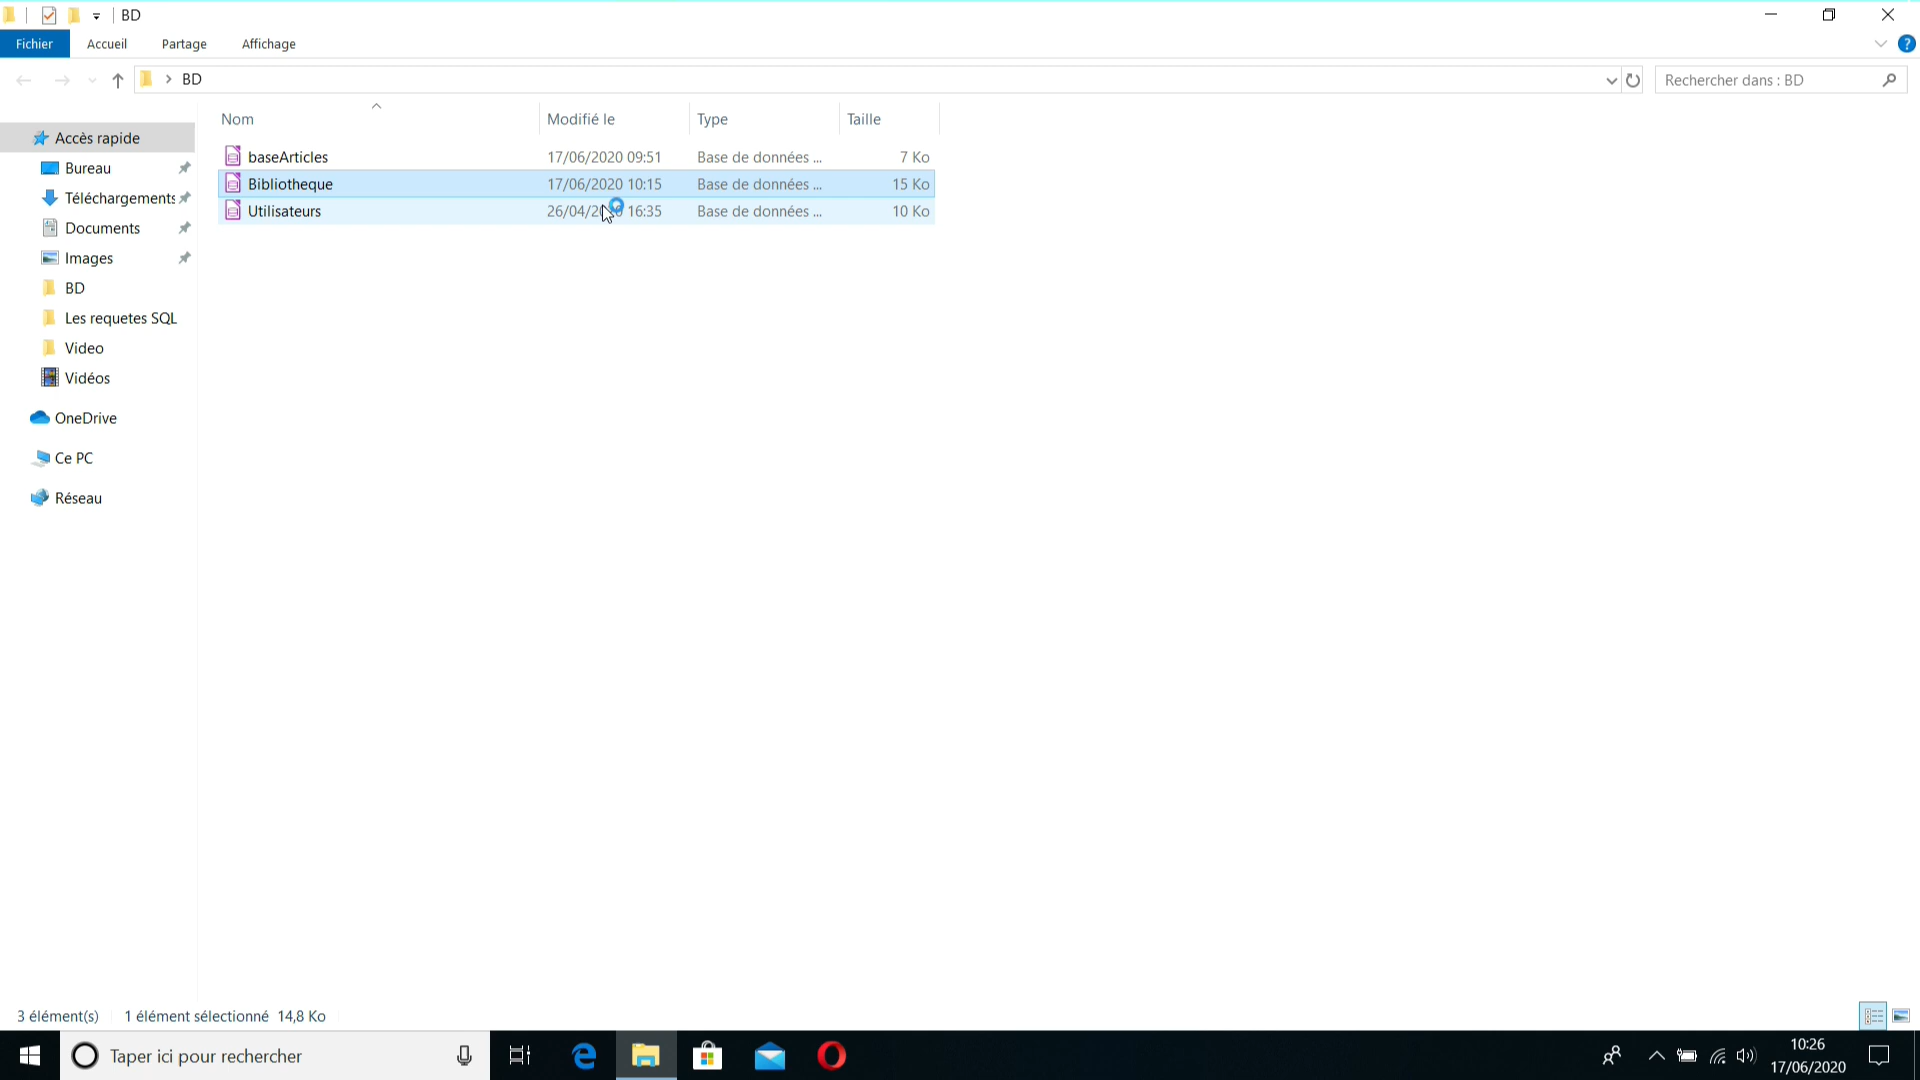 BD
Fichier Accueil Partage Affichage
BD
Rechercher dans : BD
Nom Modifié le Type Taille
baseArticles 17/06/2020 09:51 Base de données ... 7 Ko
Bibliotheque 17/06/2020 10:15 Base de données ... 15 Ko
Utilisateurs 26/04/2020 16:35 Base de données ... 10 Ko
Accès rapide
Bureau
Téléchargements
Documents
Images
BD
Les requetes SQL
Video
Vidéos
OneDrive
Ce PC
Réseau
3 élément(s) 1 élément sélectionné 14,8 Ko
Taper ici pour rechercher
10:26
17/06/2020